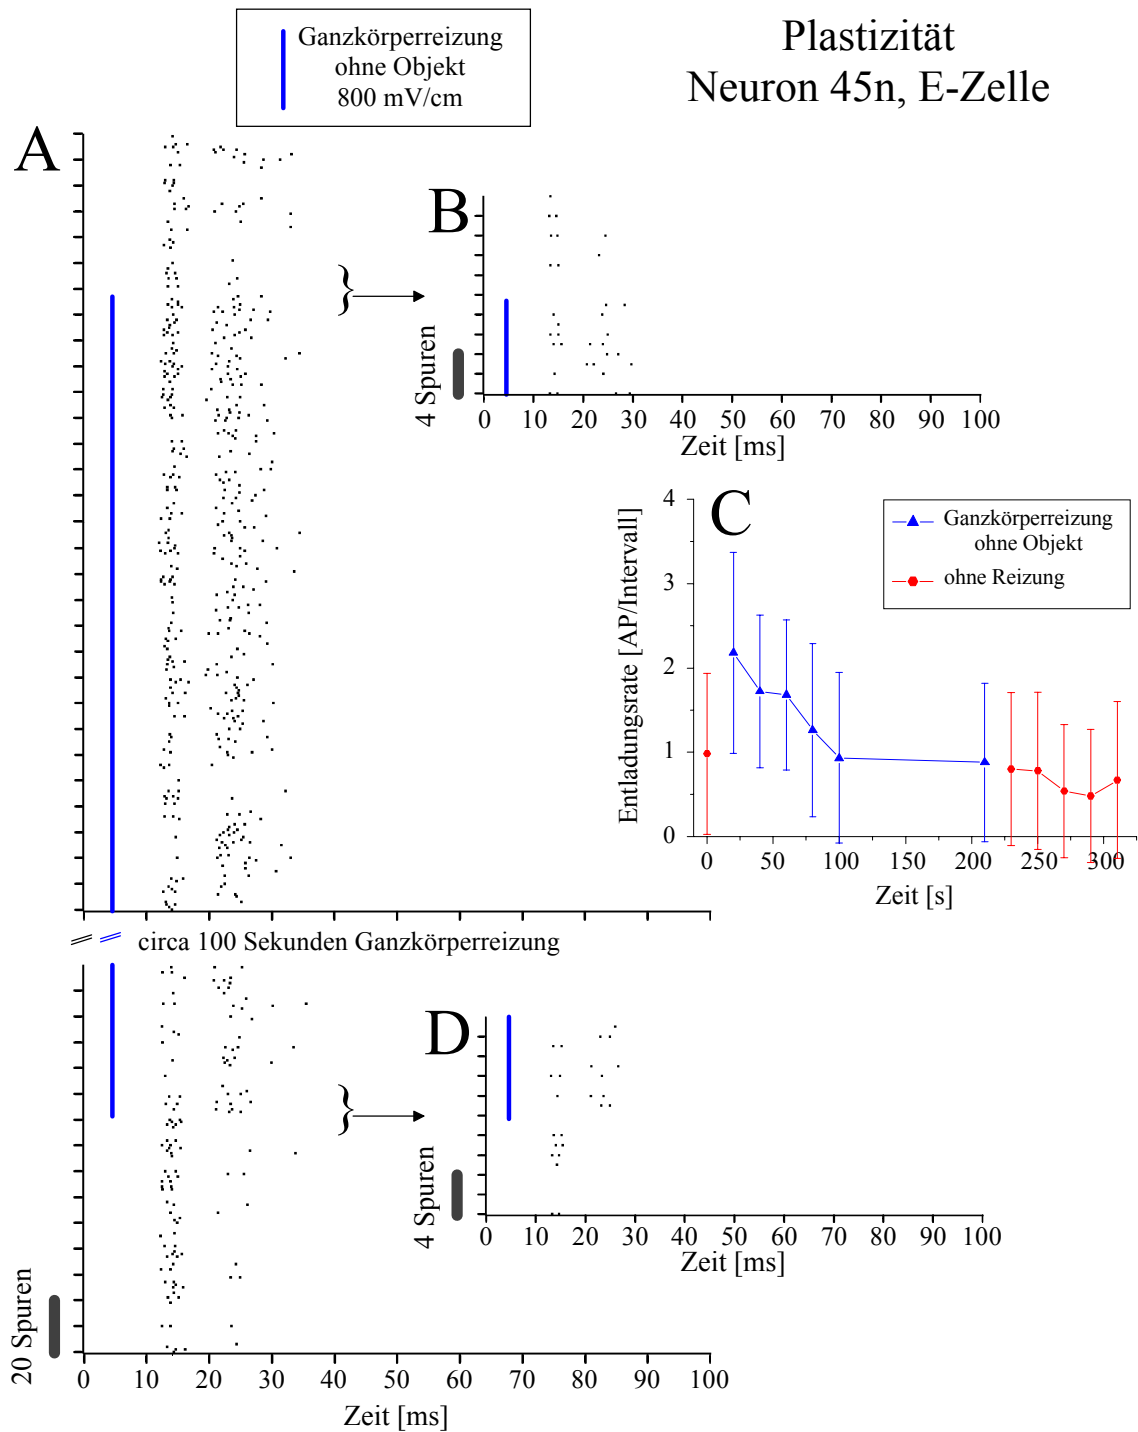 Ganzkörperreizung
ohne Objekt
800 mV/cm
Plastizität
Neuron 45n, E-Zelle
A
B
4 Spuren
0 10 20 30 40 50 60 70 80 90 100
Zeit [ms]
C
Entladungsrate [AP/Intervall]
4
3
2
1
0
Ganzkörperreizung
ohne Objekt
ohne Reizung
0 50 100 150 200 250 300
Zeit [s]
circa 100 Sekunden Ganzkörperreizung
D
4 Spuren
0 10 20 30 40 50 60 70 80 90 100
Zeit [ms]
20 Spuren
0 10 20 30 40 50 60 70 80 90 100
Zeit [ms]